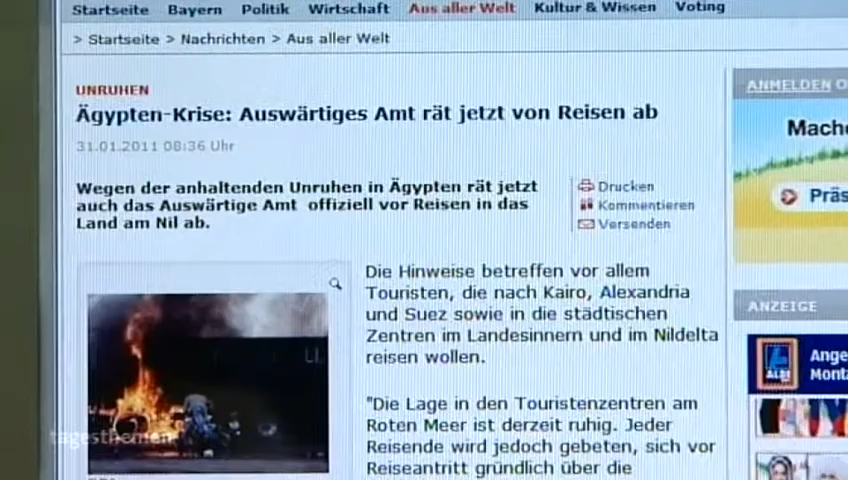 Startseite Bayern Politik Wirtschaft Aus aller Welt Kultur & Wissen Voting
> Startseite > Nachrichten > Aus aller Welt
UNRUHEN
Ägypten-Krise: Auswärtiges Amt rät jetzt von Reisen ab
31.01.2011 08:36 Uhr
Wegen der anhaltenden Unruhen in Ägypten rät jetzt
auch das Auswärtige Amt offiziell vor Reisen in das
Land am Nil ab.
Drucken
Kommentieren
Versenden
Die Hinweise betreffen vor allem
Touristen, die nach Kairo, Alexandria
und Suez sowie in die städtischen
Zentren im Landesinnern und im Nildelta
reisen wollen.
"Die Lage in den Touristenzentren am
Roten Meer ist derzeit ruhig. Jeder
Reisende wird jedoch gebeten, sich vor
Reiseantritt gründlich über die
tagesthemen
ANMELDEN
Mache
Präs
ANZEIGE
ALDI
Ange
Monta